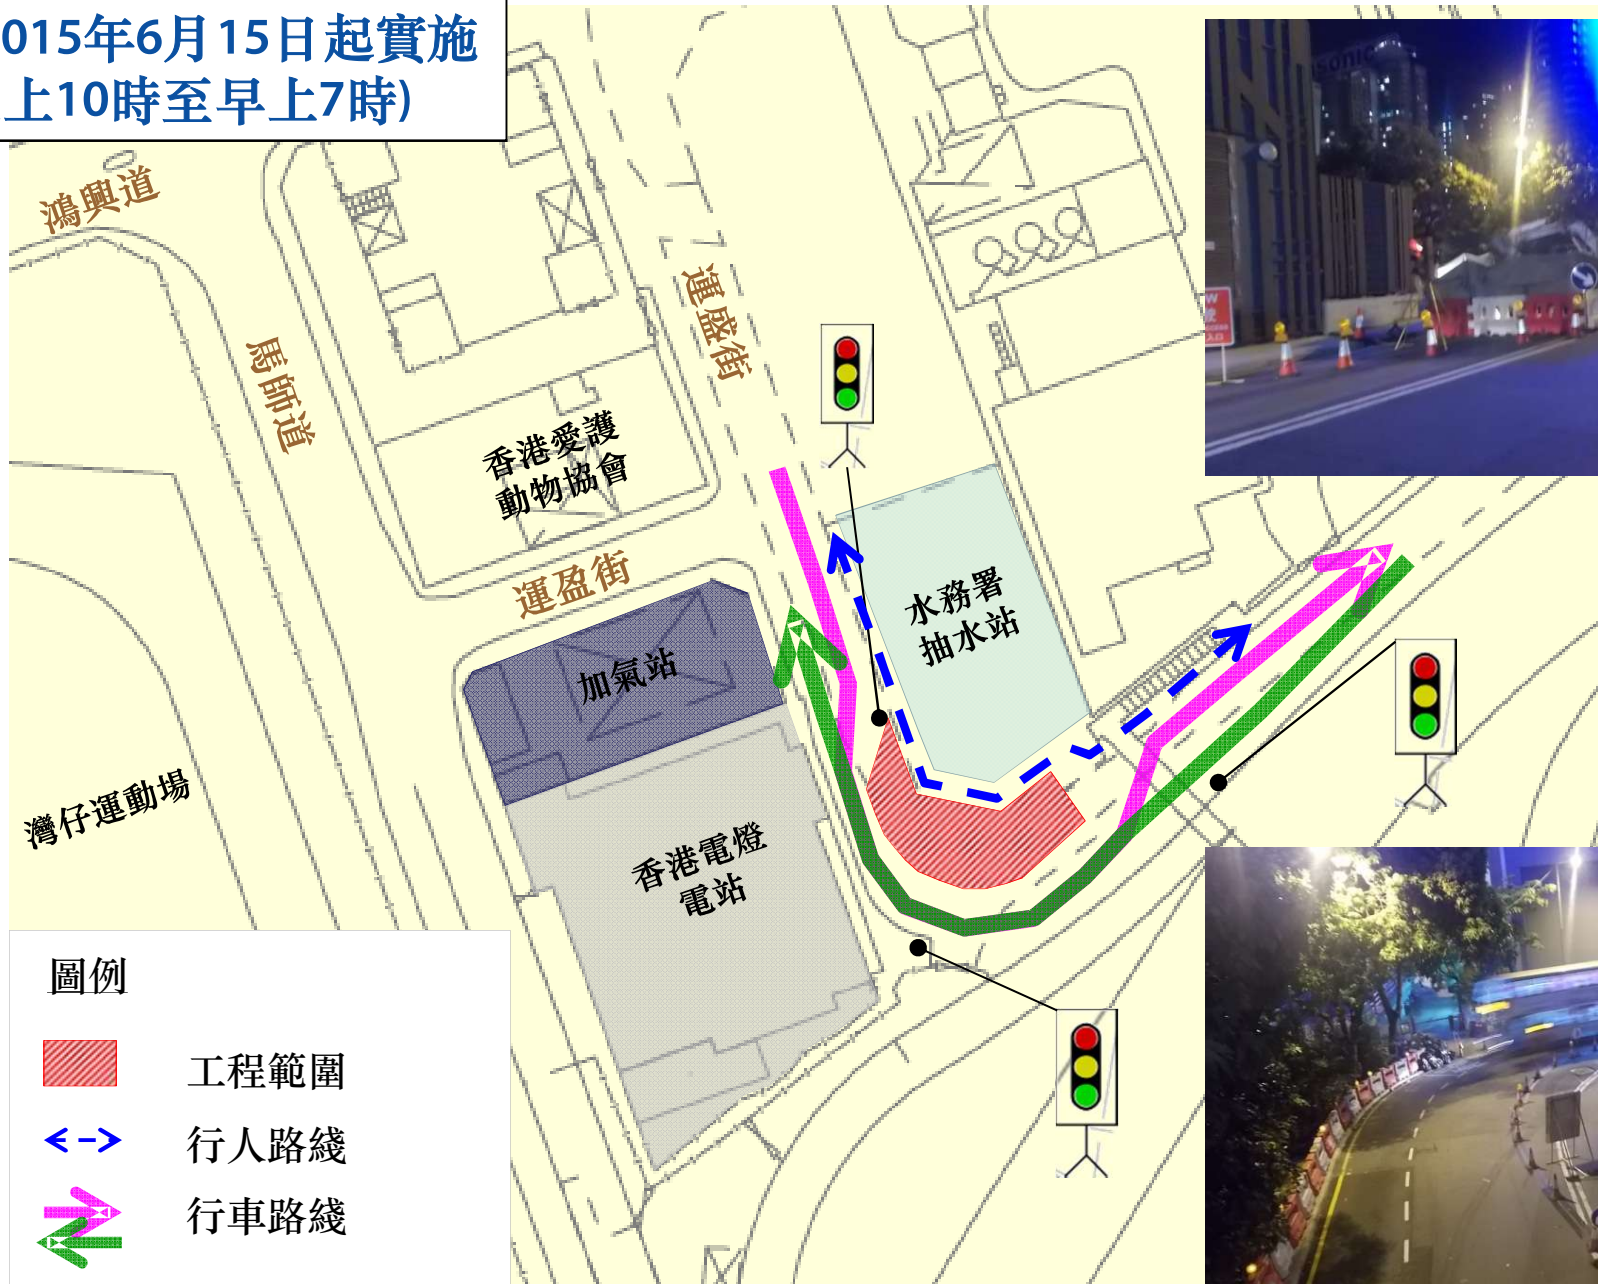 015年6月15日起實施
上10時至早上7時)
鴻興道
馬師道
運盛街
香港愛護
動物協會
運盈街
水務署
抽水站
加氣站
灣仔運動場
香港電燈
電站
圖例
工程範圍
行人路綫
行車路綫